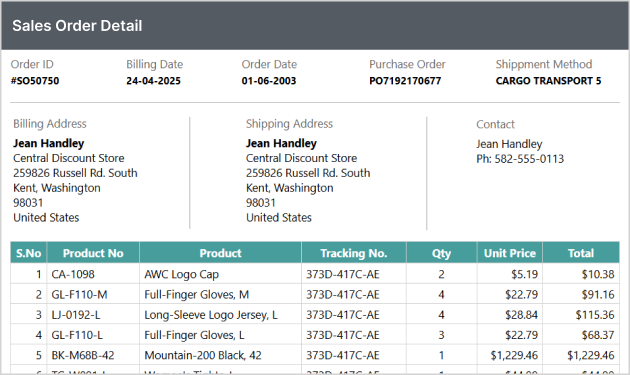 Sales Order Detail
Order ID Billing Date Order Date Purchase Order Shippment Method
#SO50750 24-04-2025 01-06-2003 PO7192170677 CARGO TRANSPORT 5
Billing Address Shipping Address Contact
Jean Handley Jean Handley Jean Handley
Central Discount Store Central Discount Store Ph: 582-555-0113
259826 Russell Rd. South 259826 Russell Rd. South
Kent, Washington Kent, Washington
98031 98031
United States United States
S.No Product No Product Tracking No. Qty Unit Price Total
1 CA-1098 AWC Logo Cap 373D-417C-AE 2 $5.19 $10.38
2 GL-F110-M Full-Finger Gloves, M 373D-417C-AE 4 $22.79 $91.16
3 LJ-0192-L Long-Sleeve Logo Jersey, L 373D-417C-AE 4 $28.84 $115.36
4 GL-F110-L Full-Finger Gloves, L 373D-417C-AE 3 $22.79 $68.37
5 BK-M68B-42 Mountain-200 Black, 42 373D-417C-AE 1 $1,229.46 $1,229.46